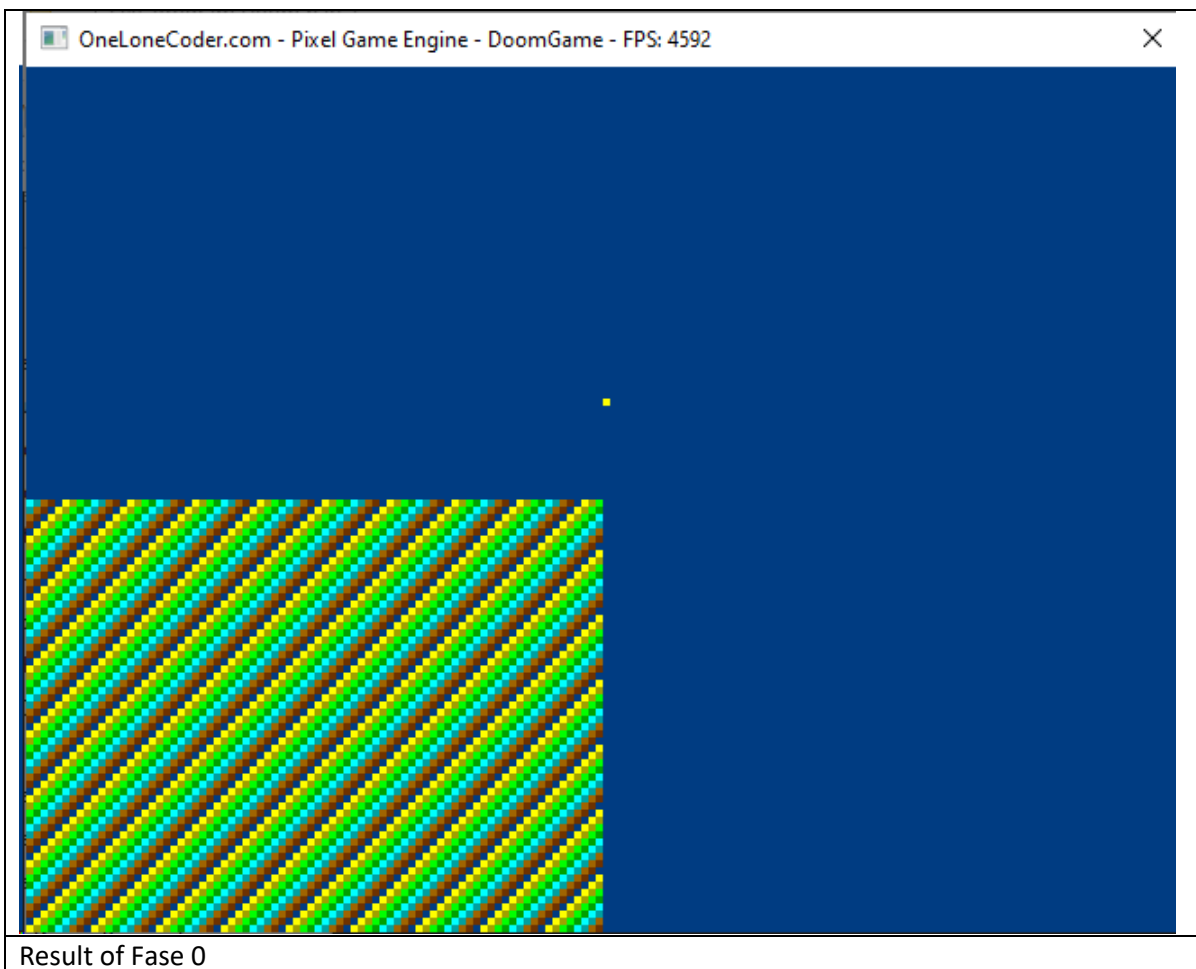 OneLoneCoder.com - Pixel Game Engine - DoomGame - FPS: 4592
Result of Fase 0